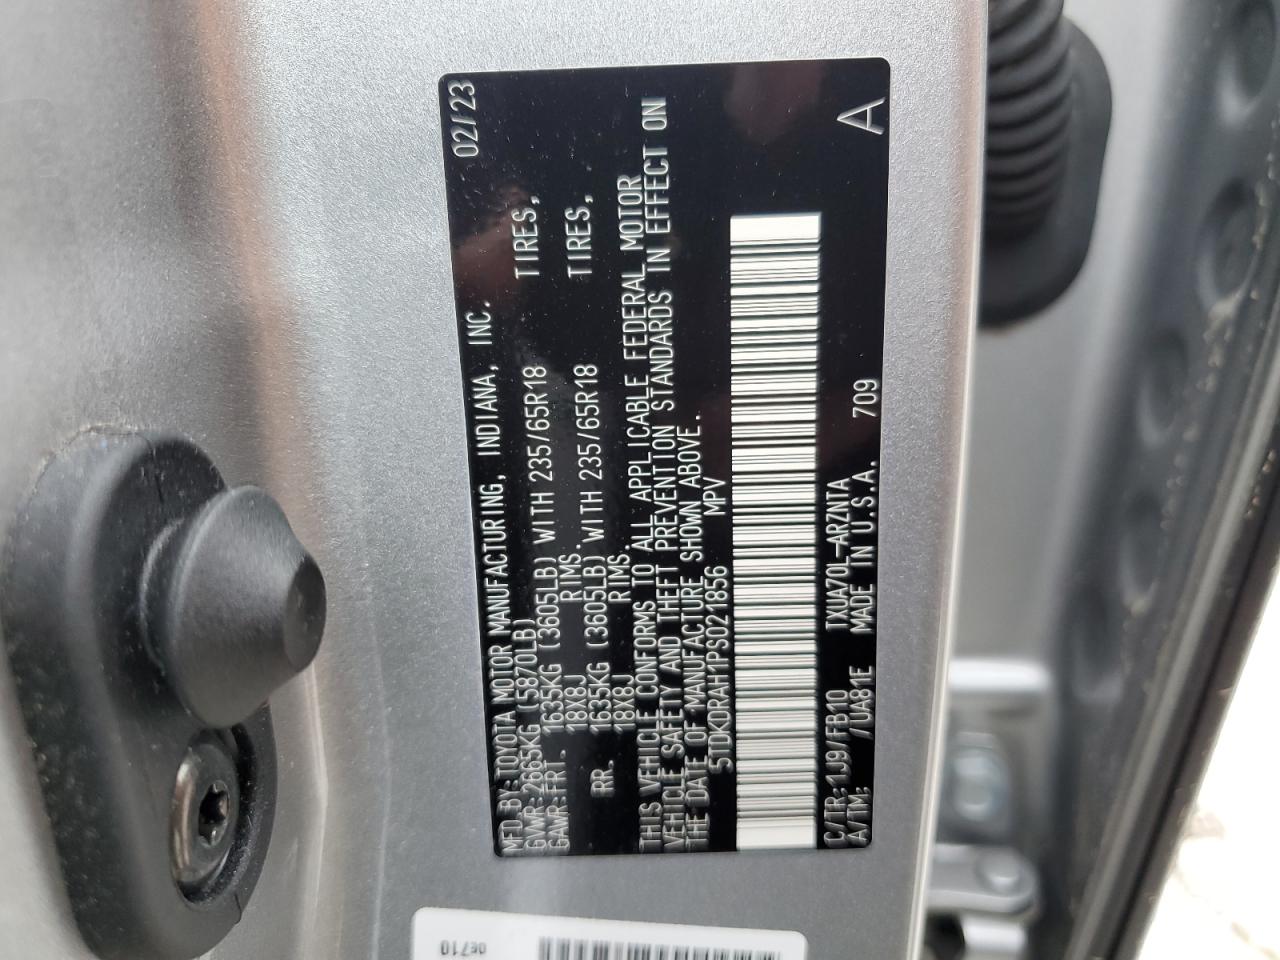 MFD. BY: TOYOTA MOTOR MANUFACTURING, INDIANA, INC. 02/23
GVWR: 2665KG (5870LB)
GAWR: FRT. 1635KG (3605LB) WITH 235/65R18 TIRES,
18X8J RIMS.
RR. 1635KG (3605LB) WITH 235/65R18 TIRES,
18X8J RIMS.
THIS VEHICLE CONFORMS TO ALL APPLICABLE FEDERAL MOTOR
VEHICLE SAFETY AND THEFT PREVENTION STANDARDS IN EFFECT ON
THE DATE OF MANUFACTURE SHOWN ABOVE.
5TDKDRAH1PS021856 MPV
C/TR: 1J9/FB10 TXUA70L-ARZNTA
A/TM: /UA81E MADE IN U.S.A. 709 A
0E710